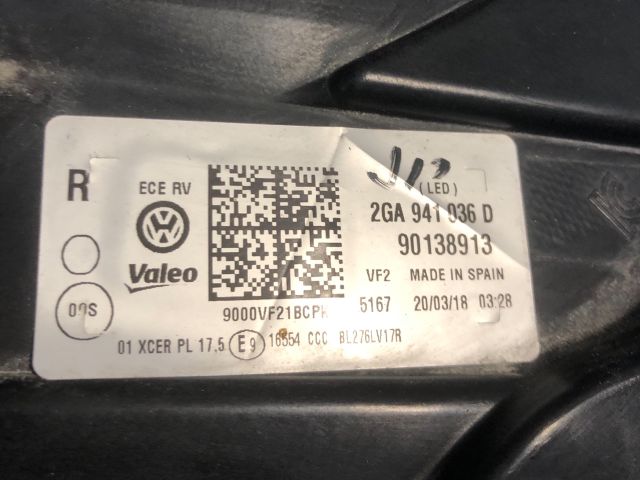 R
ECE RV
(LED)
2GA 941 036 D
90138913
Valeo
VF2 MADE IN SPAIN
9000VF21BCP
5167 20/03/18 03:28
00S
01 XCER PL 17,5 E9 16554 CCC BL276LV17R